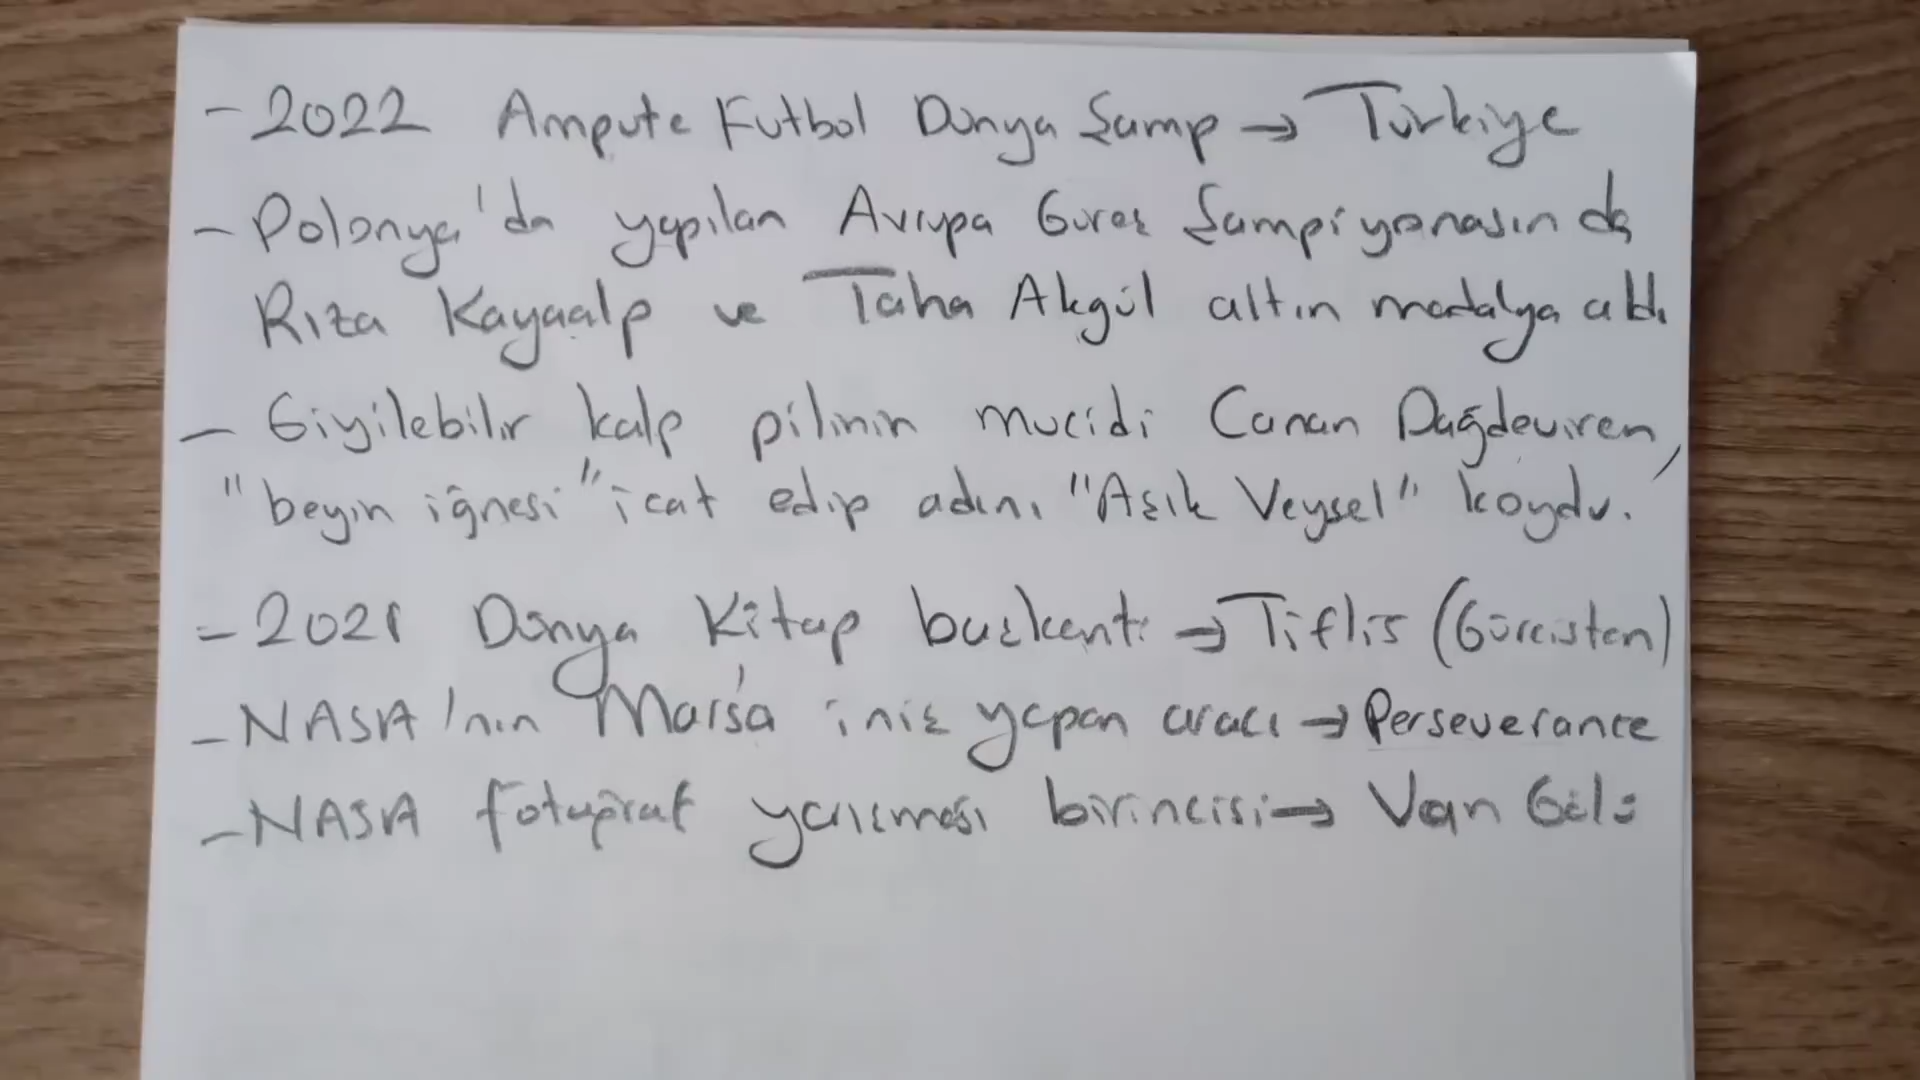 - 2022 Ampute Futbol Dünya Şamp → Türkiye
- Polonya'da yapılan Avrupa Güreş Şampiyonasında
Rıza Kayaalp ve Taha Akgül altın madalya aldı
- Giyilebilir kalp pilinin mucidi Canan Dağdeviren,
"beyin iğnesi" icat edip adını "Aşık Veysel" koydu.
- 2021 Dünya Kitap başkenti → Tiflis (Gürcistan)
- NASA'nın Mars'a iniş yapan aracı → Perseverance
- NASA fotoğraf yarışması birincisi → Van Gölü